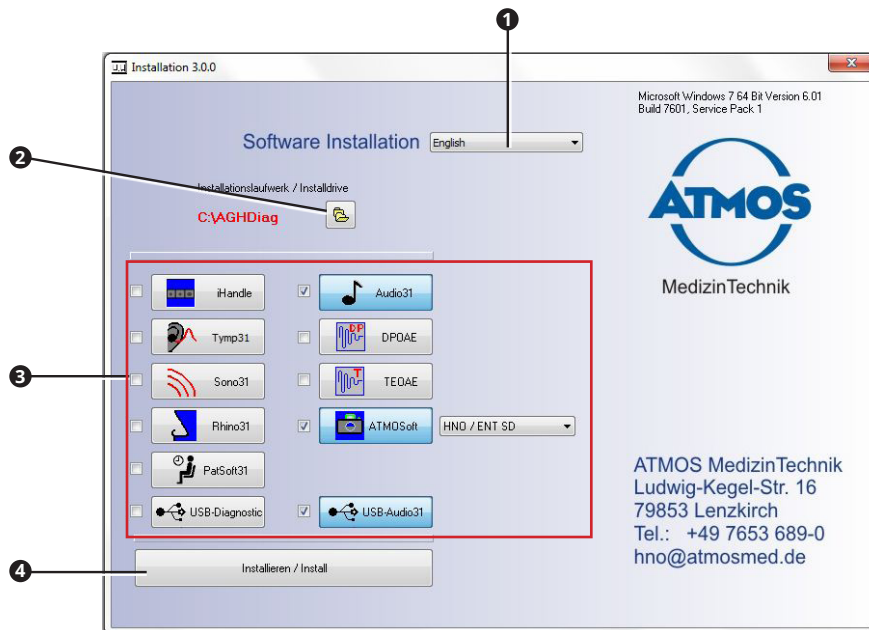 1
Installation 3.0.0
x
Microsoft Windows 7 64 Bit Version 6.01
Build 7601, Service Pack 1
Software Installation
English
2
Installationslaufwerk / Installdrive
C:\AGHDiag
ATMOS
MedizinTechnik
iHandle
Audio31
Tymp31
DP
DPOAE
3
Sono31
T
TEOAE
Rhino31
ATMOSoft
HNO / ENT SD
PatSoft31
USB-Diagnostic
USB-Audio31
4
Installieren / Install
ATMOS MedizinTechnik
Ludwig-Kegel-Str. 16
79853 Lenzkirch
Tel.: +49 7653 689-0
hno@atmosmed.de